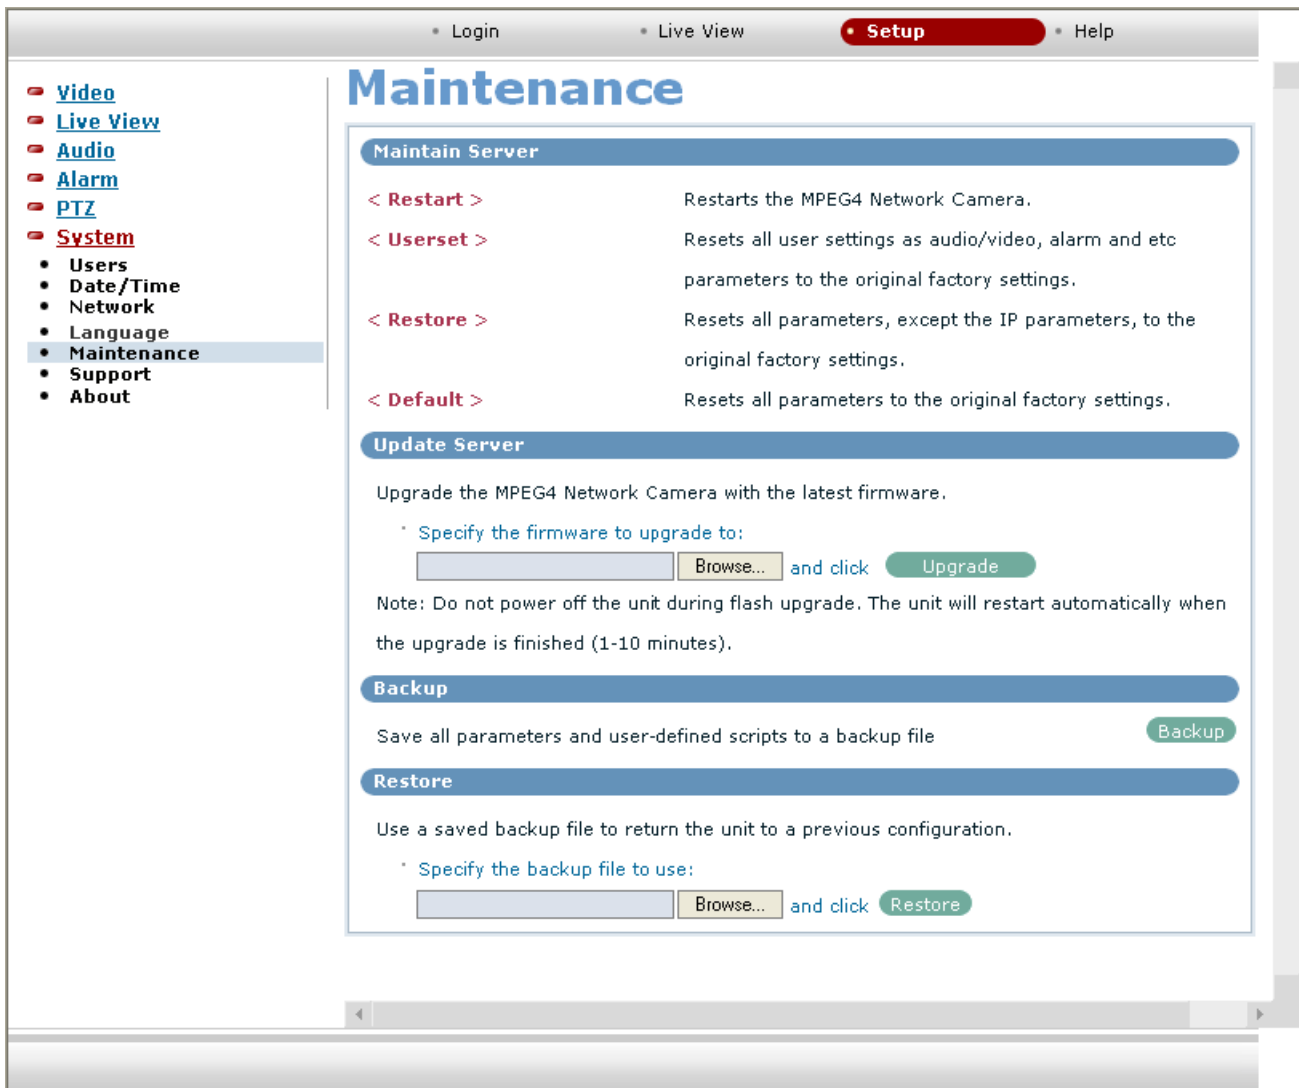 Login
Live View
Setup
Help
Video
Live View
Audio
Alarm
PTZ
System
Users
Date/Time
Network
Language
Maintenance
Support
About
Maintenance
Maintain Server
< Restart >
Restarts the MPEG4 Network Camera.
< Userset >
Resets all user settings as audio/video, alarm and etc
parameters to the original factory settings.
< Restore >
Resets all parameters, except the IP parameters, to the
original factory settings.
< Default >
Resets all parameters to the original factory settings.
Update Server
Upgrade the MPEG4 Network Camera with the latest firmware.
Specify the firmware to upgrade to:
Browse... and click Upgrade
Note: Do not power off the unit during flash upgrade. The unit will restart automatically when
the upgrade is finished (1-10 minutes).
Backup
Save all parameters and user-defined scripts to a backup file
Backup
Restore
Use a saved backup file to return the unit to a previous configuration.
Specify the backup file to use:
Browse... and click Restore